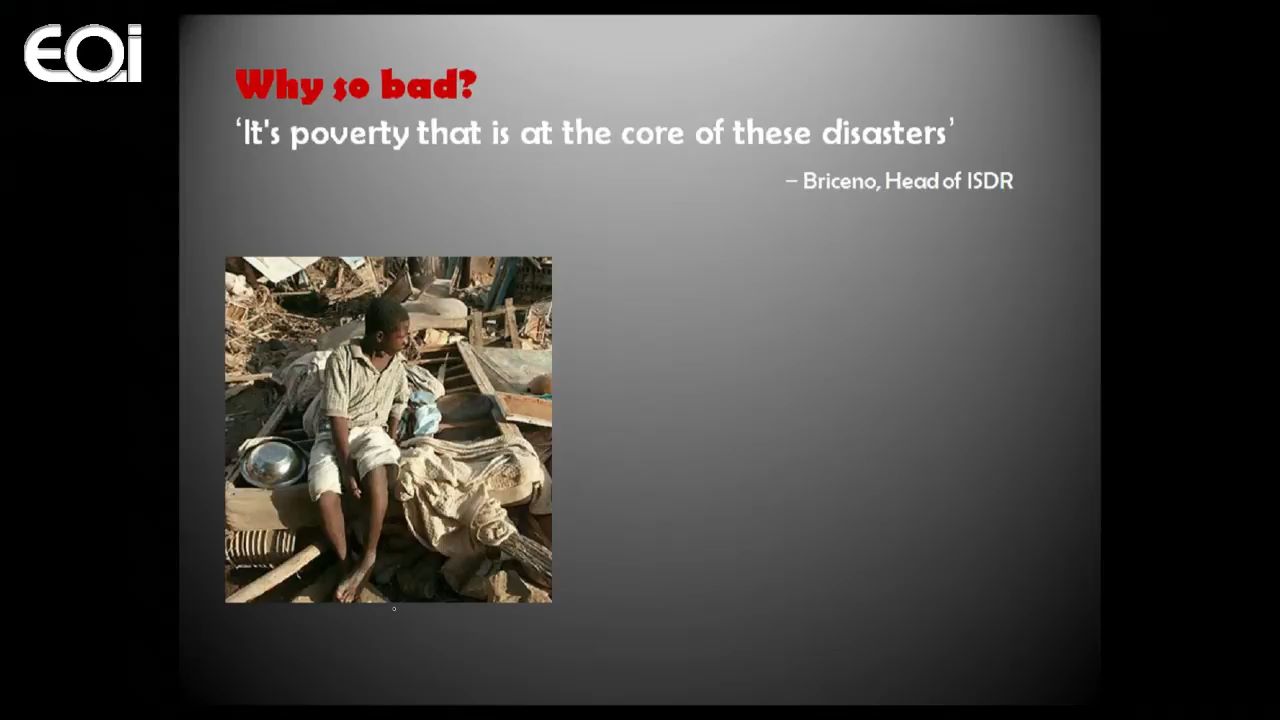 EOi
Why so bad?
‘It's poverty that is at the core of these disasters’
– Briceno, Head of ISDR